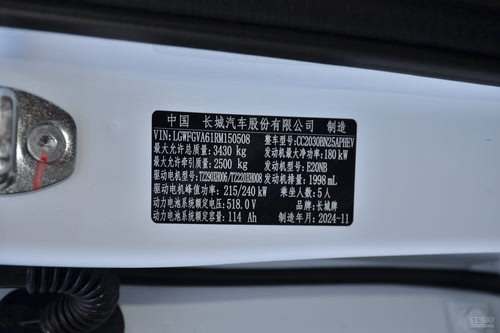 中国 长城汽车股份有限公司 制造
VIN: LGWFGVA61RM150508 整车型号: CC2030BN25APHEV
最大允许总质量: 3430 kg 发动机最大净功率: 180 kW
最大允许牵引质量: 2500 kg 发动机型号: E20NB
驱动电机型号: TZ290XH006/TZ220XH008 发动机排量: 1998 mL
驱动电机峰值功率: 215/240 kW 乘坐人数: 5人
动力电池系统额定电压: 518.0 V 品牌: 长城牌
动力电池系统额定容量: 114 Ah 制造年月: 2024-11